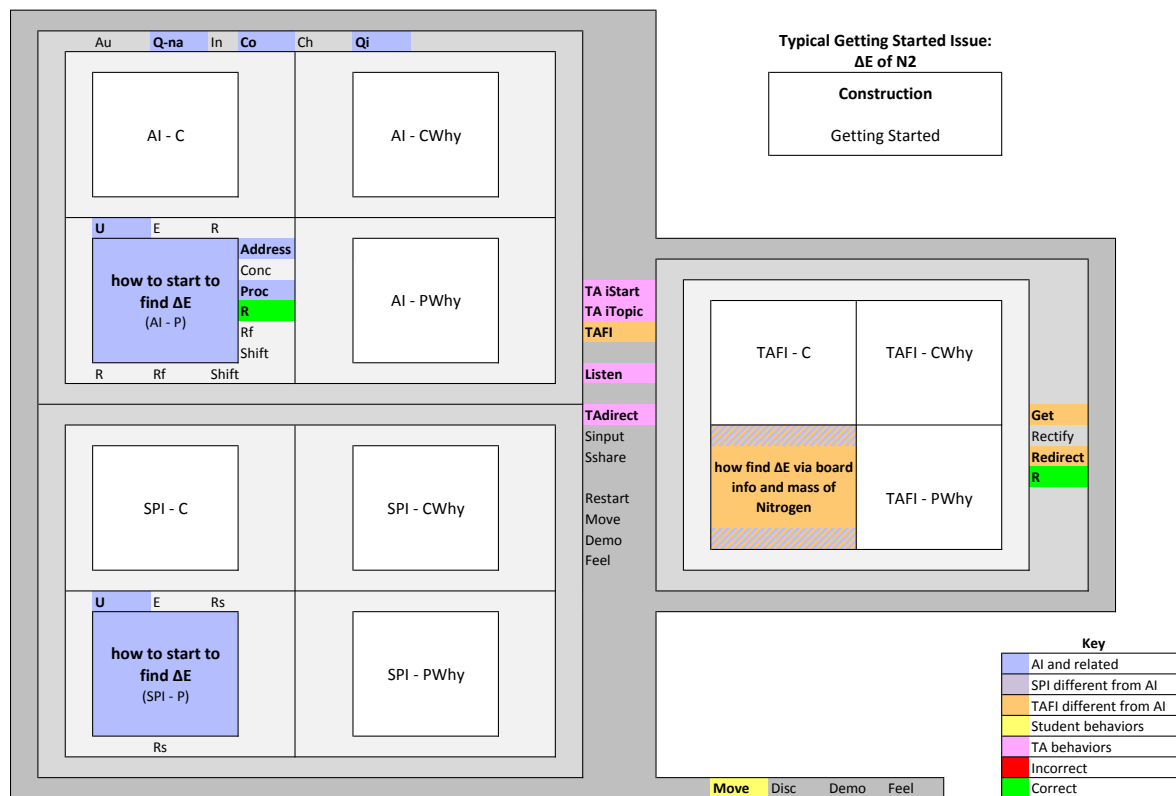 Au Q-na In Co Ch Qi
Typical Getting Started Issue:
ΔE of N2
Construction
Getting Started
AI - C
AI - CWhy
U E R
how to start to
find ΔE
(AI - P)
Address
Conc
Proc
R
Rf
Shift
AI - PWhy
R Rf Shift
TA iStart
TA iTopic
TAFI
Listen
TAdirect
Sinput
Sshare
Restart
Move
Demo
Feel
TAFI - C
TAFI - CWhy
how find ΔE via board
info and mass of
Nitrogen
TAFI - PWhy
Get
Rectify
Redirect
R
SPI - C
SPI - CWhy
U E Rs
how to start to
find ΔE
(SPI - P)
SPI - PWhy
Rs
Key
AI and related
SPI different from AI
TAFI different from AI
Student behaviors
TA behaviors
Incorrect
Correct
Move Disc Demo Feel